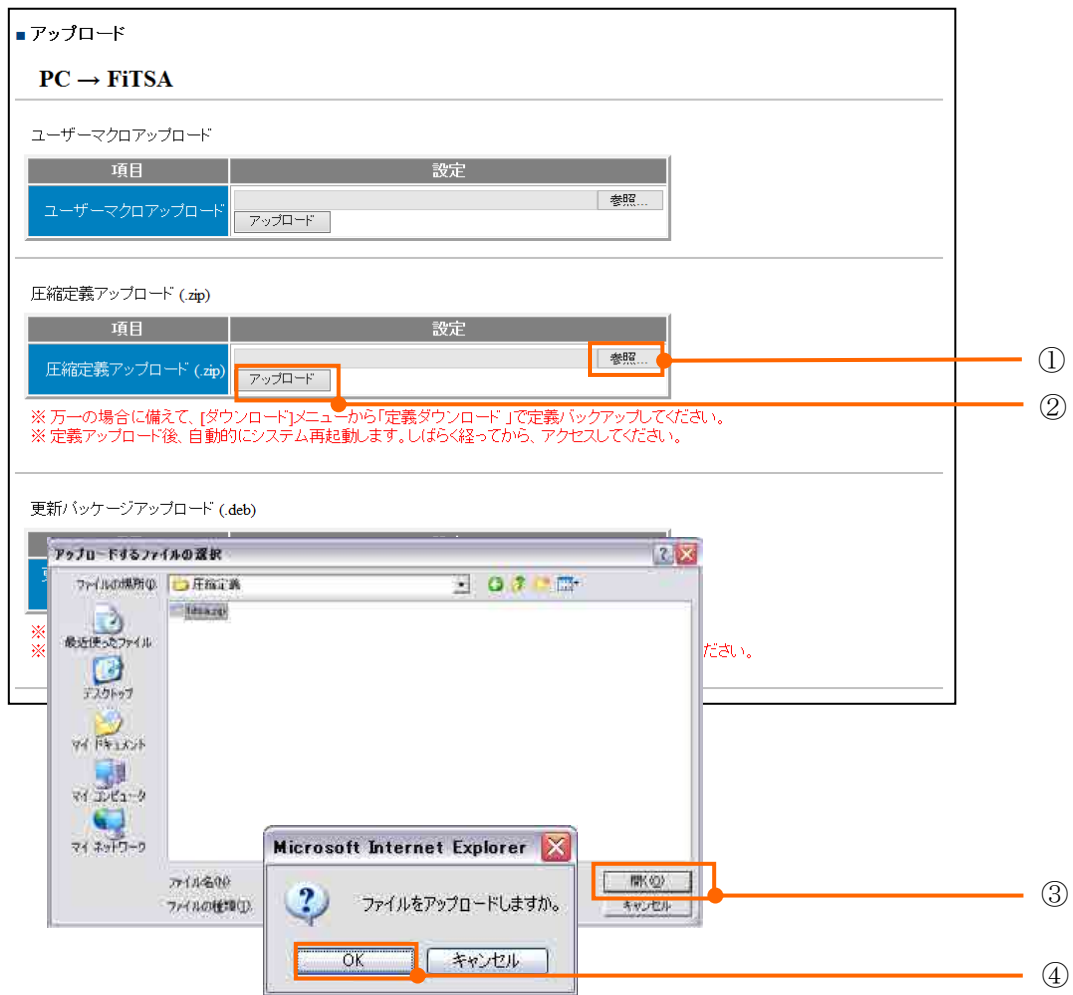 ■ アップロード
PC → FiTSA
ユーザーマクロアップロード
項目 設定
ユーザーマクロアップロード 参照...
アップロード
圧縮定義アップロード (.zip)
項目 設定
圧縮定義アップロード (.zip) 参照... ①
アップロード ②
※ 万一の場合に備えて、[ダウンロード]メニューから「定義ダウンロード」で定義バックアップしてください。
※ 定義アップロード後、自動的にシステム再起動します。しばらく経ってから、アクセスしてください。
更新パッケージアップロード (.deb)
アップロードするファイルの選択
ファイルの場所(I): 圧縮定義
最近使ったファイル
※
※ ださい。
デスクトップ
マイ ドキュメント
マイ コンピュータ
マイ ネットワーク
Microsoft Internet Explorer
ファイル名(N): 開く(O) ③
ファイルの種類(T): キャンセル
ファイルをアップロードしますか。
OK キャンセル ④